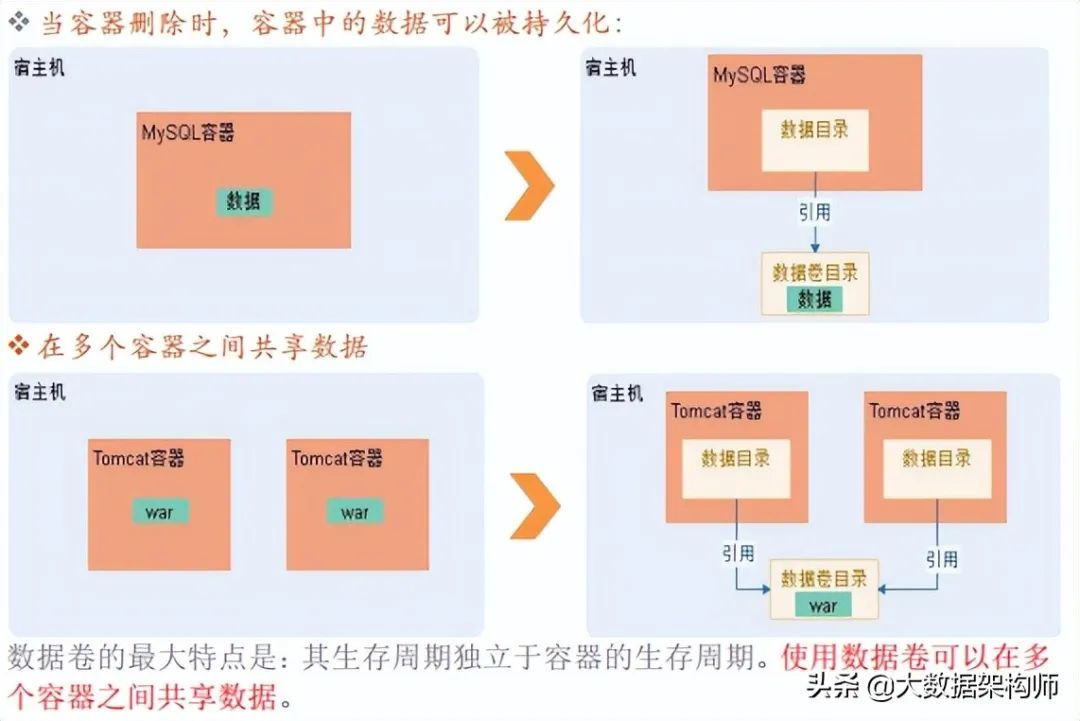 ❖ 当容器删除时，容器中的数据可以被持久化：
宿主机
MySQL容器
数据
宿主机
MySQL容器
数据目录
引用
数据卷目录
数据
❖ 在多个容器之间共享数据
宿主机
Tomcat容器
war
Tomcat容器
war
宿主机
Tomcat容器
数据目录
Tomcat容器
数据目录
引用
引用
数据卷目录
war
数据卷的最大特点是：其生存周期独立于容器的生存周期。使用数据卷可以在多
个容器之间共享数据。
头条 @大数据架构师